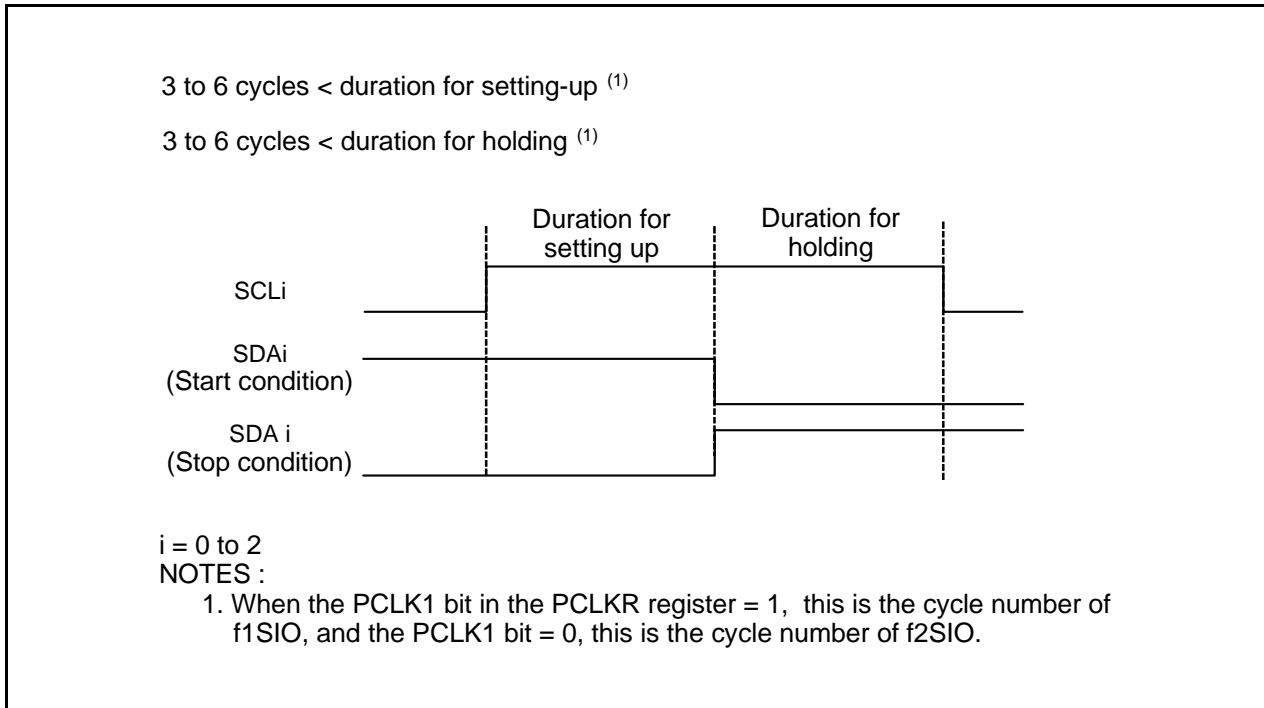 3 to 6 cycles < duration for setting-up (1)
3 to 6 cycles < duration for holding (1)
Duration for
setting up
Duration for
holding
SCLi
SDAi
(Start condition)
SDA i
(Stop condition)
i = 0 to 2
NOTES :
1. When the PCLK1 bit in the PCLKR register = 1, this is the cycle number of
f1SIO, and the PCLK1 bit = 0, this is the cycle number of f2SIO.